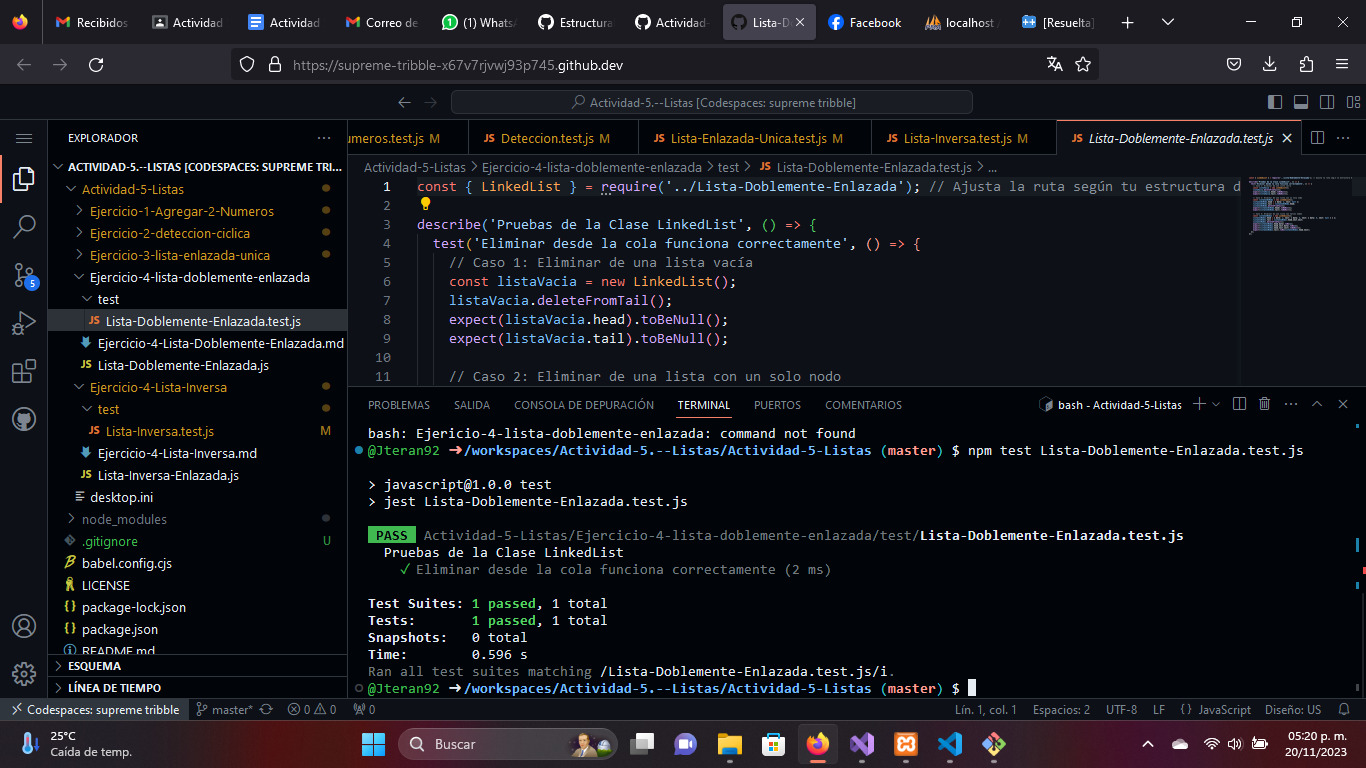 Recibidos
Actividad
Actividad
Correo de
(1) Whats
Estructura
Actividad-
Lista-D
Facebook
localhost /
[Resuelta]
https://supreme-tribble-x67v7rjvwj93p745.github.dev
Actividad-5.--Listas [Codespaces: supreme tribble]
EXPLORADOR
umeros.test.js M
Deteccion.test.js M
Lista-Enlazada-Unica.test.js M
Lista-Inversa.test.js M
Lista-Doblemente-Enlazada.test.js
ACTIVIDAD-5.--LISTAS [CODESPACES: SUPREME TRI...
Actividad-5-Listas
Ejercicio-1-Agregar-2-Numeros
Ejercicio-2-deteccion-ciclica
Ejercicio-3-lista-enlazada-unica
Ejercicio-4-lista-doblemente-enlazada
test
Lista-Doblemente-Enlazada.test.js
Ejercicio-4-Lista-Doblemente-Enlazada.md
Lista-Doblemente-Enlazada.js
Ejercicio-4-Lista-Inversa
test
Lista-Inversa.test.js M
Ejercicio-4-Lista-Inversa.md
Lista-Inversa-Enlazada.js
desktop.ini
node_modules
.gitignore U
babel.config.cjs
LICENSE
package-lock.json
package.json
README.md
ESQUEMA
LÍNEA DE TIEMPO
5
Actividad-5-Listas > Ejercicio-4-lista-doblemente-enlazada > test > Lista-Doblemente-Enlazada.test.js > ...
1 const { LinkedList } = require('../Lista-Doblemente-Enlazada'); // Ajusta la ruta según tu estructura d
2
3 describe('Pruebas de la Clase LinkedList', () => {
4 test('Eliminar desde la cola funciona correctamente', () => {
5 // Caso 1: Eliminar de una lista vacía
6 const listaVacia = new LinkedList();
7 listaVacia.deleteFromTail();
8 expect(listaVacia.head).toBeNull();
9 expect(listaVacia.tail).toBeNull();
10
11 // Caso 2: Eliminar de una lista con un solo nodo
PROBLEMAS SALIDA CONSOLA DE DEPURACIÓN TERMINAL PUERTOS COMENTARIOS
bash - Actividad-5-Listas
bash: Ejericio-4-lista-doblemente-enlazada: command not found
@Jteran92 ➜/workspaces/Actividad-5.--Listas/Actividad-5-Listas (master) $ npm test Lista-Doblemente-Enlazada.test.js
> javascript@1.0.0 test
> jest Lista-Doblemente-Enlazada.test.js
PASS Actividad-5-Listas/Ejercicio-4-lista-doblemente-enlazada/test/Lista-Doblemente-Enlazada.test.js
Pruebas de la Clase LinkedList
✓ Eliminar desde la cola funciona correctamente (2 ms)
Test Suites: 1 passed, 1 total
Tests: 1 passed, 1 total
Snapshots: 0 total
Time: 0.596 s
Ran all test suites matching /Lista-Doblemente-Enlazada.test.js/i.
@Jteran92 ➜/workspaces/Actividad-5.--Listas/Actividad-5-Listas (master) $
Codespaces: supreme tribble
master*
0 0
0
Lín. 1, col. 1
Espacios: 2
UTF-8
LF
{} JavaScript
Diseño: US
25°C
Caída de temp.
Buscar
05:20 p. m.
20/11/2023